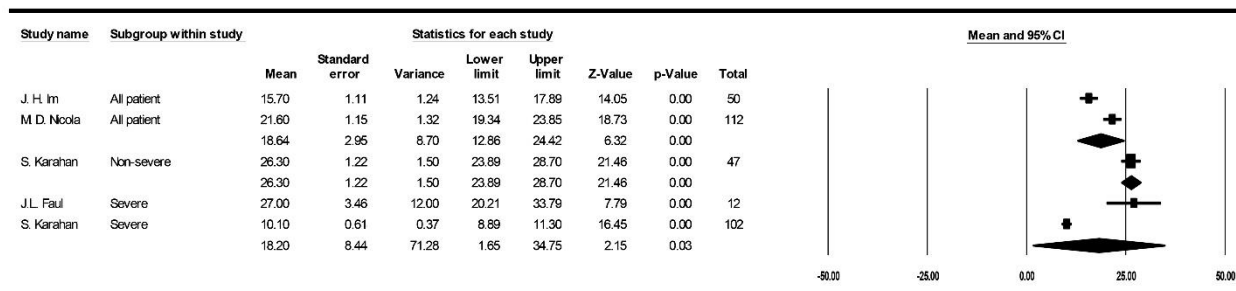 Study name Subgroup within study Statistics for each study Mean and 95% CI
Mean Standard error Variance Lower limit Upper limit Z-Value p-Value Total
J. H. Im All patient 15.70 1.11 1.24 13.51 17.89 14.05 0.00 50
M. D. Nicola All patient 21.60 1.15 1.32 19.34 23.85 18.73 0.00 112
18.64 2.95 8.70 12.86 24.42 6.32 0.00
S. Karahan Non-severe 26.30 1.22 1.50 23.89 28.70 21.46 0.00 47
26.30 1.22 1.50 23.89 28.70 21.46 0.00
J.L. Faul Severe 27.00 3.46 12.00 20.21 33.79 7.79 0.00 12
S. Karahan Severe 10.10 0.61 0.37 8.89 11.30 16.45 0.00 102
18.20 8.44 71.28 1.65 34.75 2.15 0.03
-50.00 -25.00 0.00 25.00 50.00